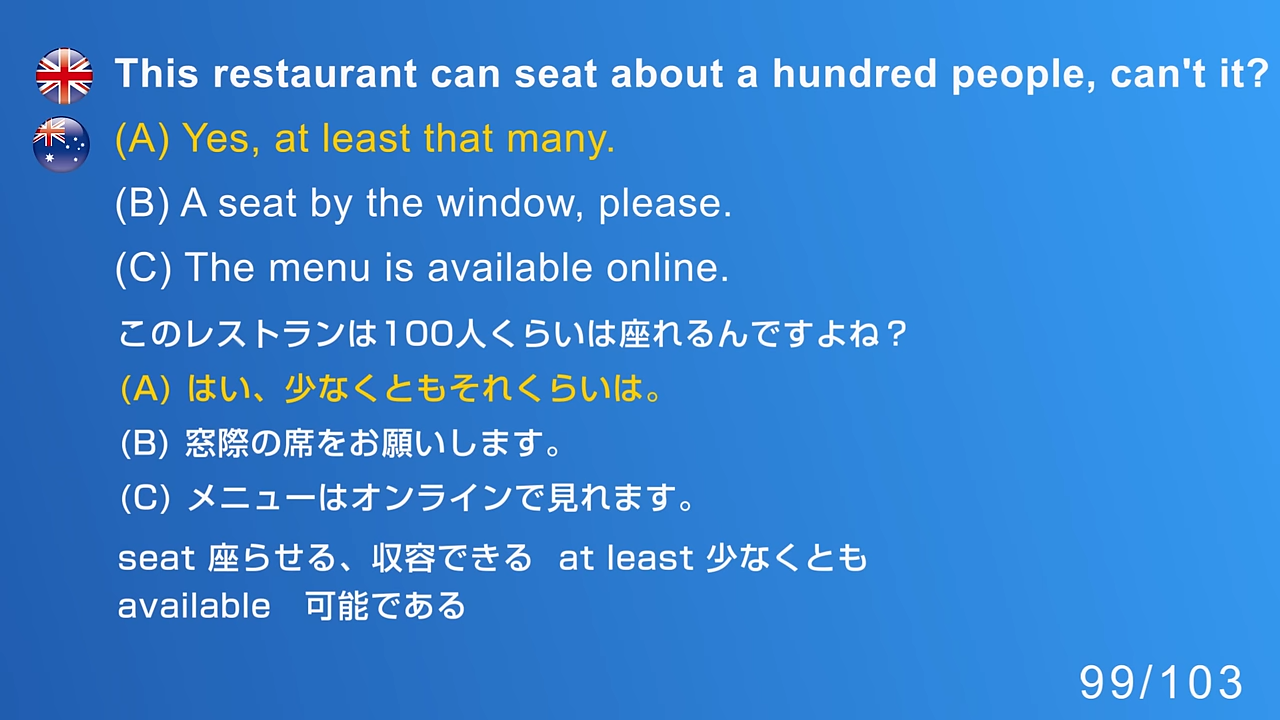 This restaurant can seat about a hundred people, can't it?
(A) Yes, at least that many.
(B) A seat by the window, please.
(C) The menu is available online.
このレストランは100人くらいは座れるんですよね？
(A) はい、少なくともそれくらいは。
(B) 窓際の席をお願いします。
(C) メニューはオンラインで見れます。
seat 座らせる、収容できる  at least 少なくとも
available　可能である
99/103